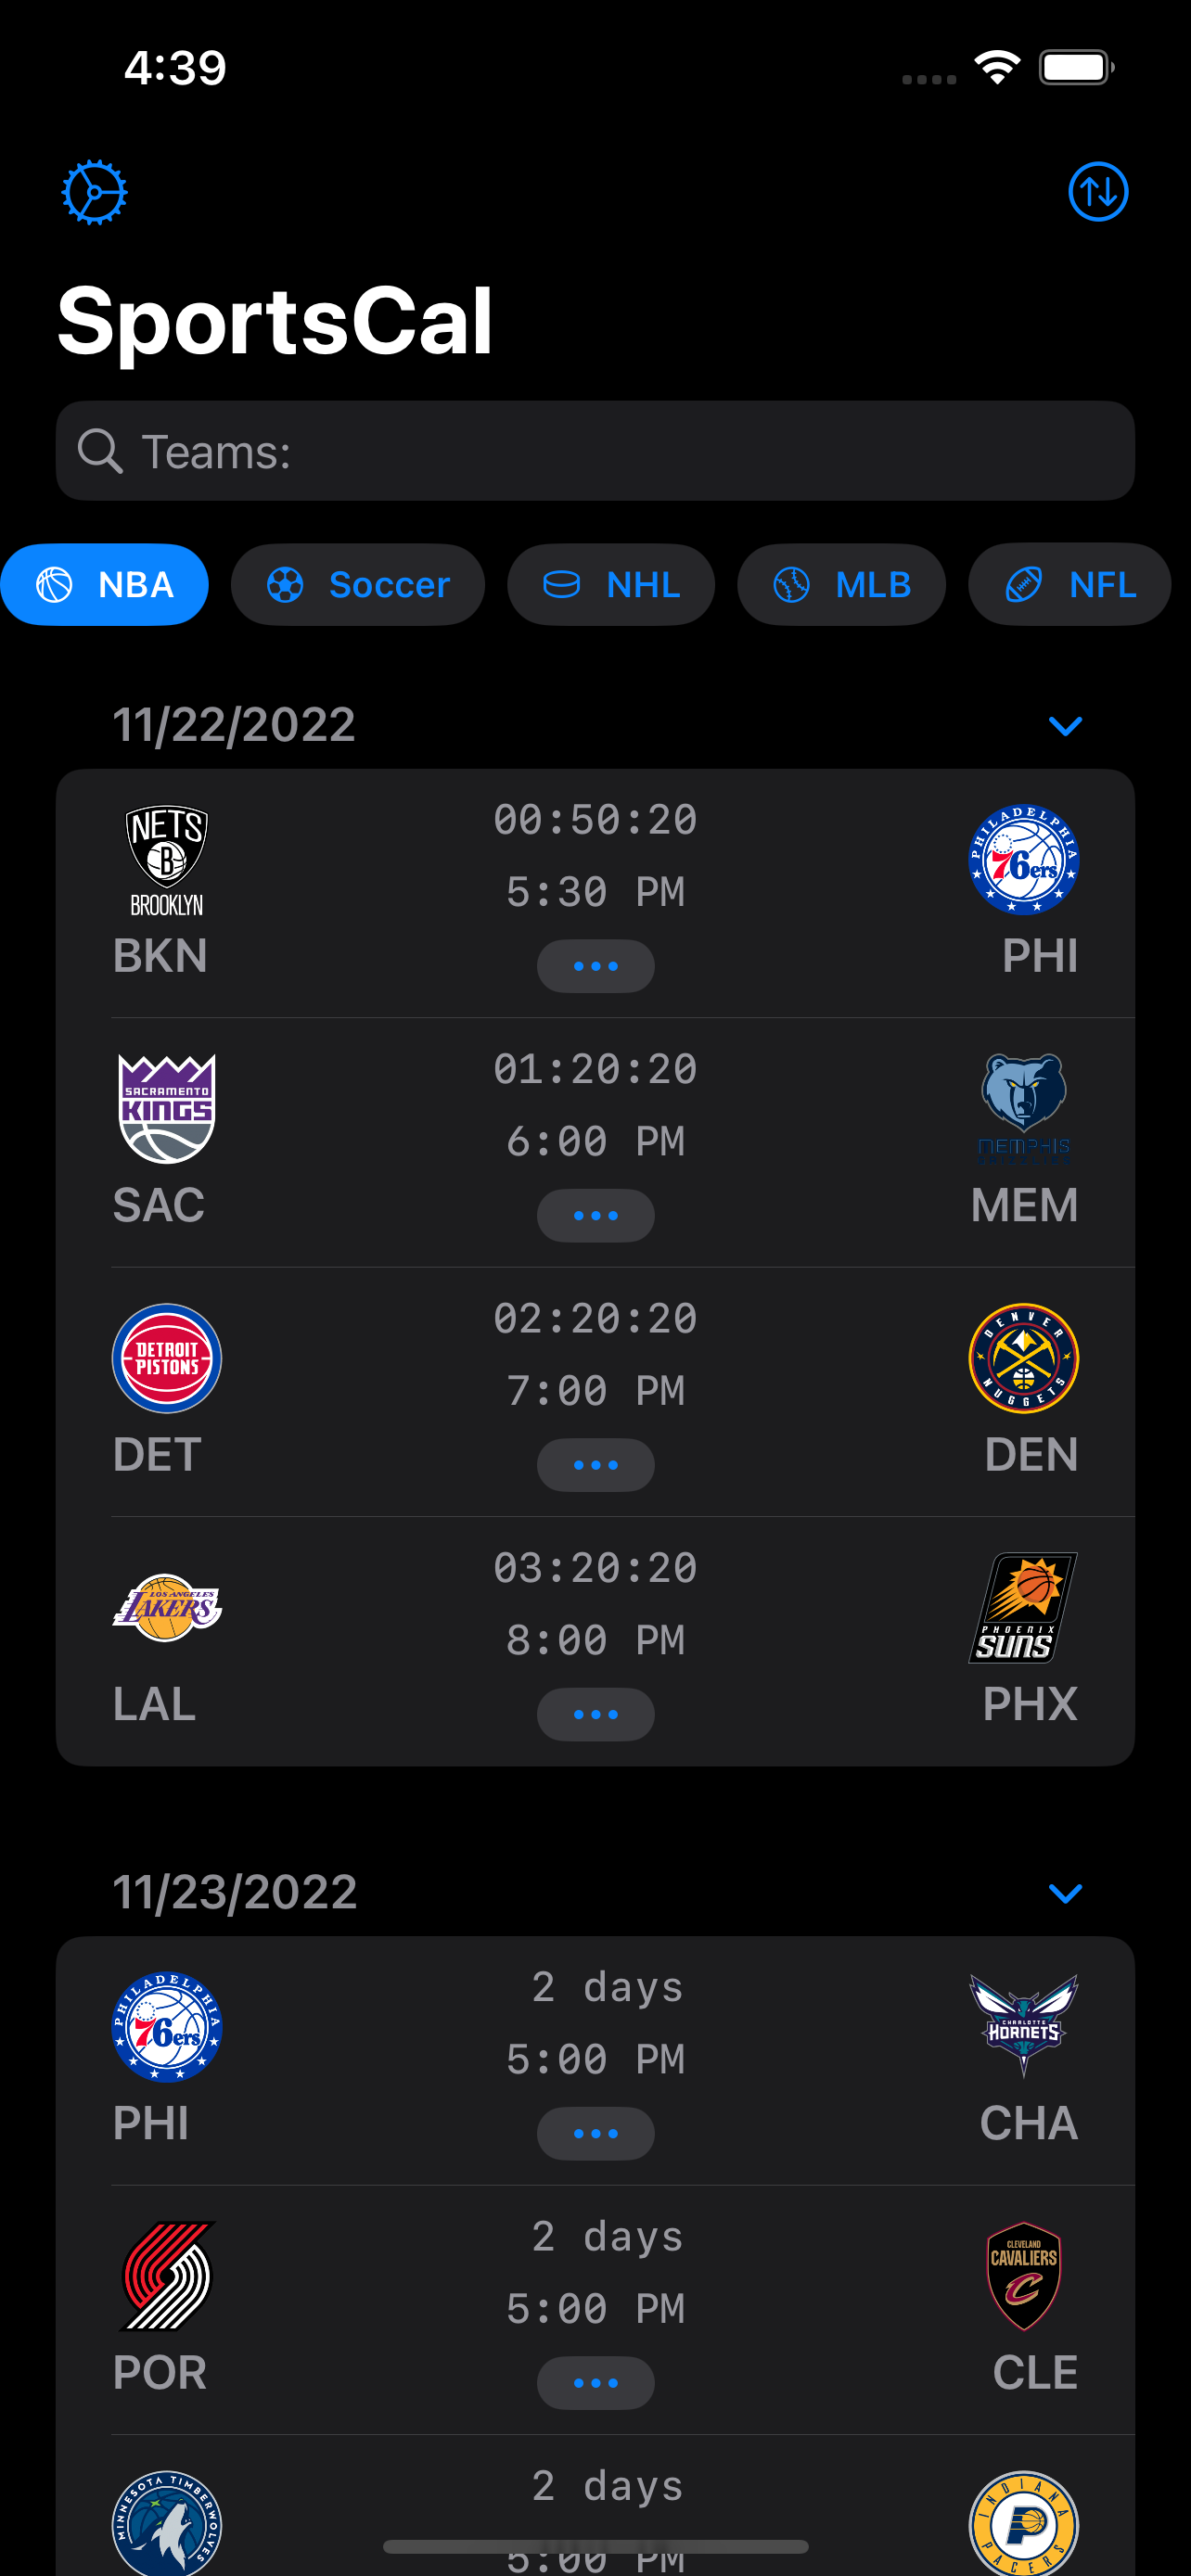 4:39
SportsCal
Teams:
NBA Soccer NHL MLB NFL
11/22/2022
NETS
B
BROOKLYN
00:50:20
PHILADELPHIA
76ers
5:30 PM
BKN
PHI
SACRAMENTO
KINGS
01:20:20
MEMPHIS
6:00 PM
SAC
MEM
DETROIT
PISTONS
02:20:20
DENVER
NUGGETS
7:00 PM
DET
DEN
LOS ANGELES
LAKERS
03:20:20
PHOENIX
SUNS
8:00 PM
LAL
PHX
11/23/2022
PHILADELPHIA
76ers
2 days
CHARLOTTE
HORNETS
5:00 PM
PHI
CHA
2 days
CLEVELAND
CAVALIERS
C
5:00 PM
POR
CLE
MINNESOTA TIMBERWOLVES
2 days
INDIANA
PACERS
5:00 PM